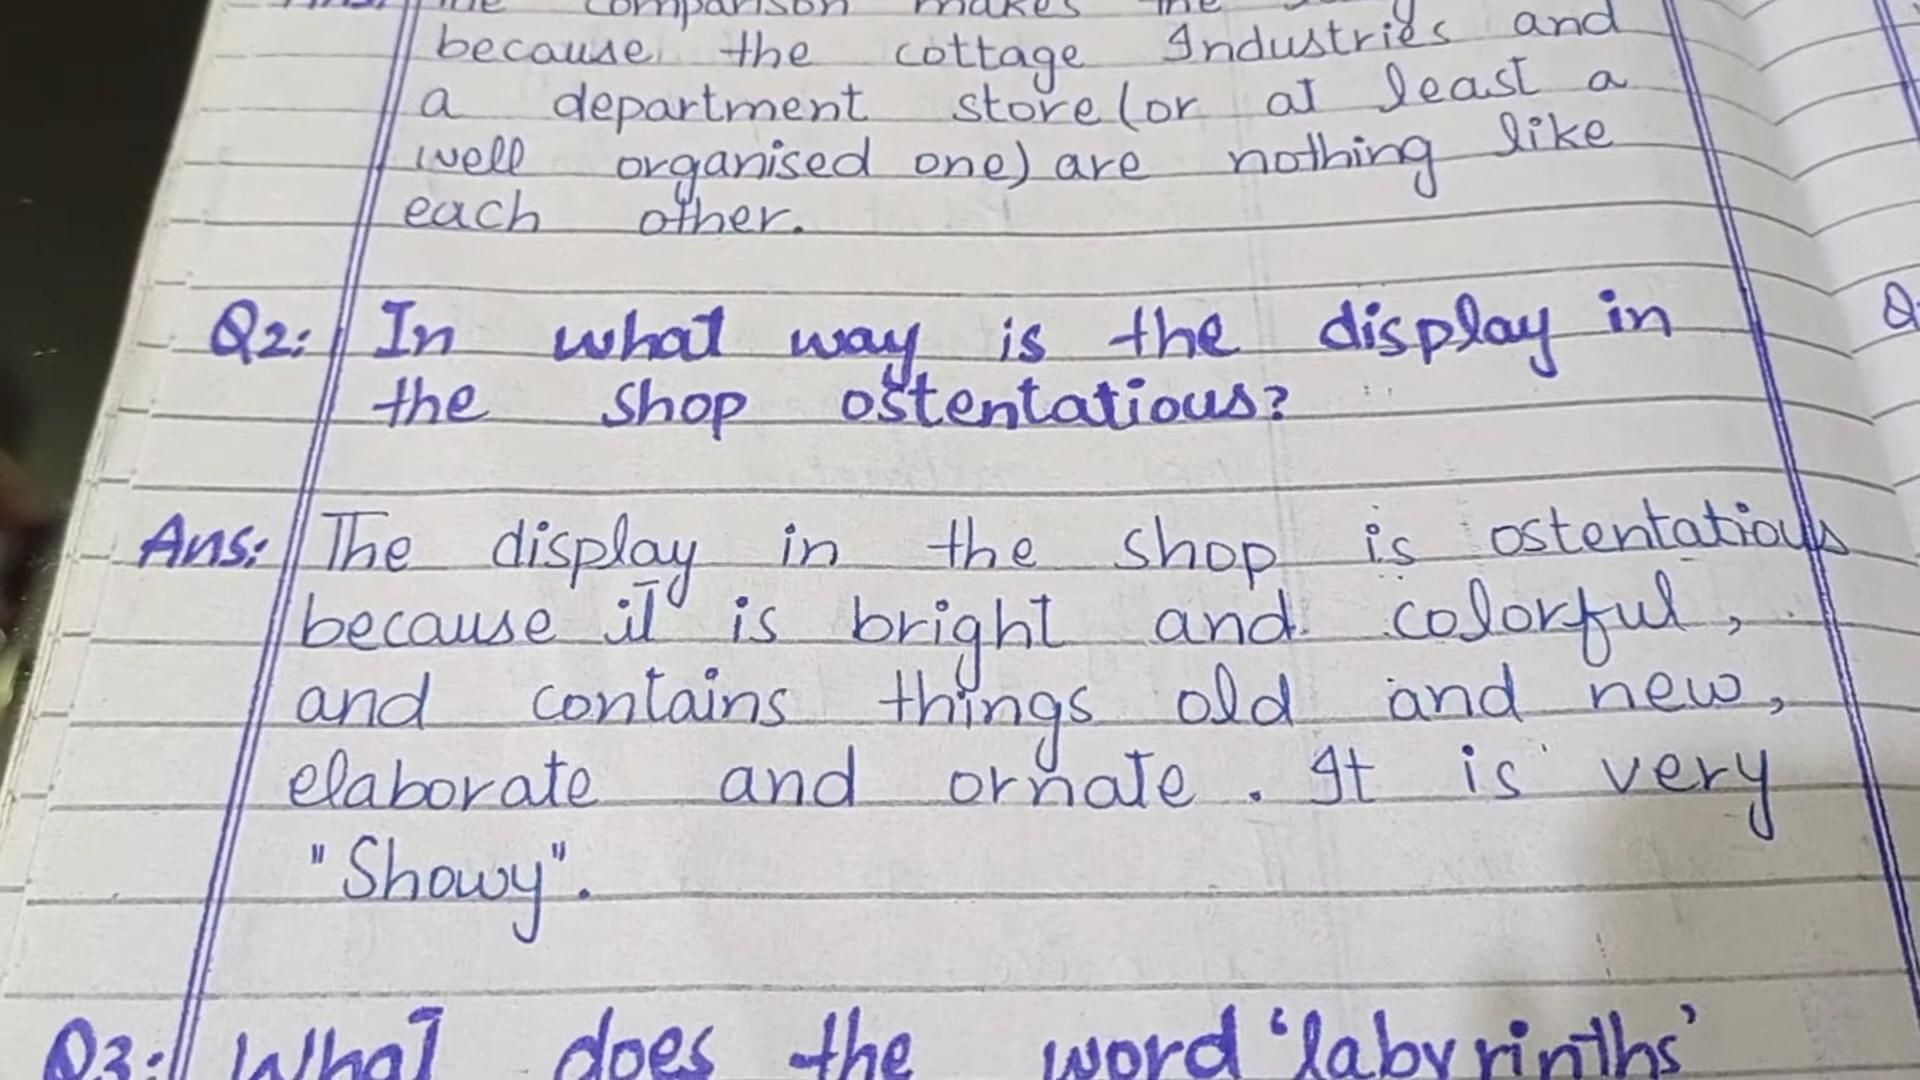 comparison makes the
because the cottage Industries and
a department store (or at least a
well organised one) are nothing like
each other.
Q2: In what way is the display in
the shop ostentatious?
Ans: The display in the shop is ostentatious
because it is bright and colorful,
and contains things old and new,
elaborate and ornate. It is very
"Showy".
Q3: What does the word 'labyrinths'